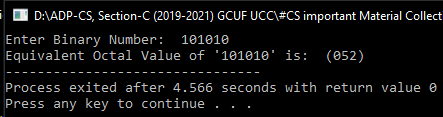 D:\ADP-CS, Section-C (2019-2021) GCUF UCC\#CS important Material Collect
Enter Binary Number:  101010
Equivalent Octal Value of '101010' is:  (052)
--------------------------------
Process exited after 4.566 seconds with return value 0
Press any key to continue . . .